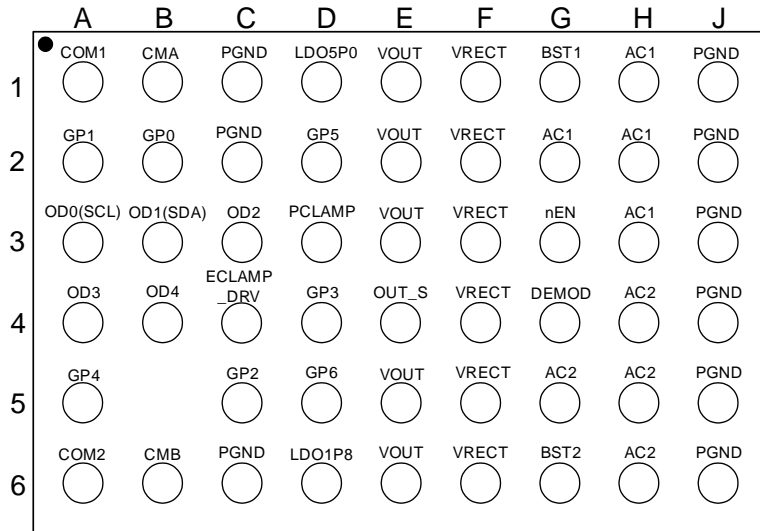 A B C D E F G H J
1 COM1 CMA PGND LDO5P0 VOUT VRECT BST1 AC1 PGND
2 GP1 GP0 PGND GP5 VOUT VRECT AC1 AC1 PGND
3 OD0(SCL) OD1(SDA) OD2 PCLAMP VOUT VRECT nEN AC1 PGND
4 OD3 OD4 ECLAMP _DRV GP3 OUT_S VRECT DEMOD AC2 PGND
5 GP4 GP2 GP6 VOUT VRECT AC2 AC2 PGND
6 COM2 CMB PGND LDO1P8 VOUT VRECT BST2 AC2 PGND